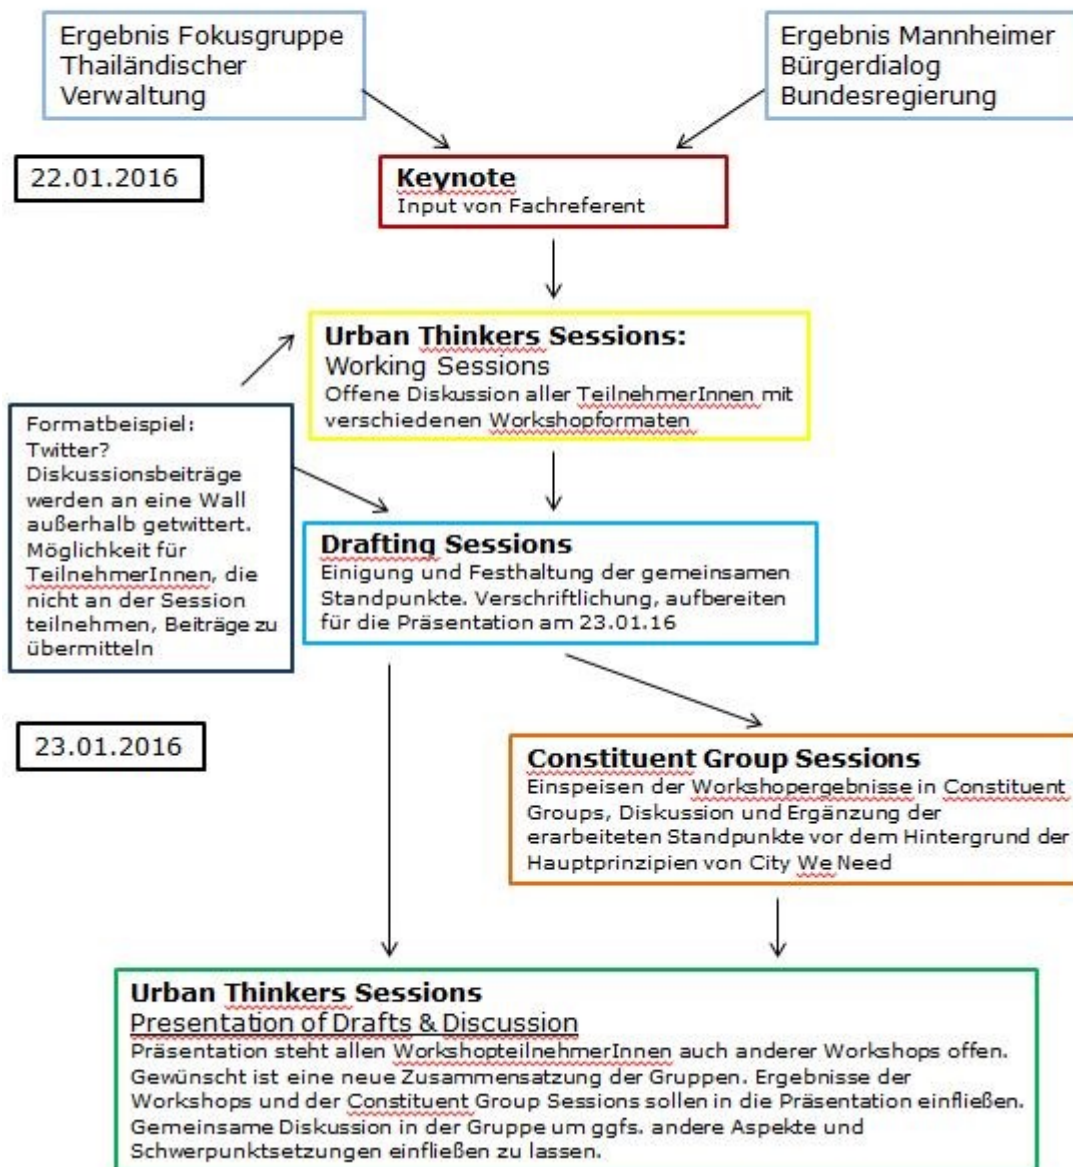 Ergebnis Fokusgruppe
Thailändischer
Verwaltung
Ergebnis Mannheimer
Bürgerdialog
Bundesregierung
22.01.2016
Keynote
Input von Fachreferent
Urban Thinkers Sessions:
Working Sessions
Offene Diskussion aller TeilnehmerInnen mit
verschiedenen Workshopformaten
Formatbeispiel:
Twitter?
Diskussionsbeiträge
werden an eine Wall
außerhalb getwittert.
Möglichkeit für
TeilnehmerInnen, die
nicht an der Session
teilnehmen, Beiträge zu
übermitteln
Drafting Sessions
Einigung und Festhaltung der gemeinsamen
Standpunkte. Verschriftlichung, aufbereiten
für die Präsentation am 23.01.16
23.01.2016
Constituent Group Sessions
Einspeisen der Workshopergebnisse in Constituent
Groups, Diskussion und Ergänzung der
erarbeiteten Standpunkte vor dem Hintergrund der
Hauptprinzipien von City We Need
Urban Thinkers Sessions
Presentation of Drafts & Discussion
Präsentation steht allen WorkshopteilnehmerInnen auch anderer Workshops offen.
Gewünscht ist eine neue Zusammensatzung der Gruppen. Ergebnisse der
Workshops und der Constituent Group Sessions sollen in die Präsentation einfließen.
Gemeinsame Diskussion in der Gruppe um ggfs. andere Aspekte und
Schwerpunktsetzungen einfließen zu lassen.